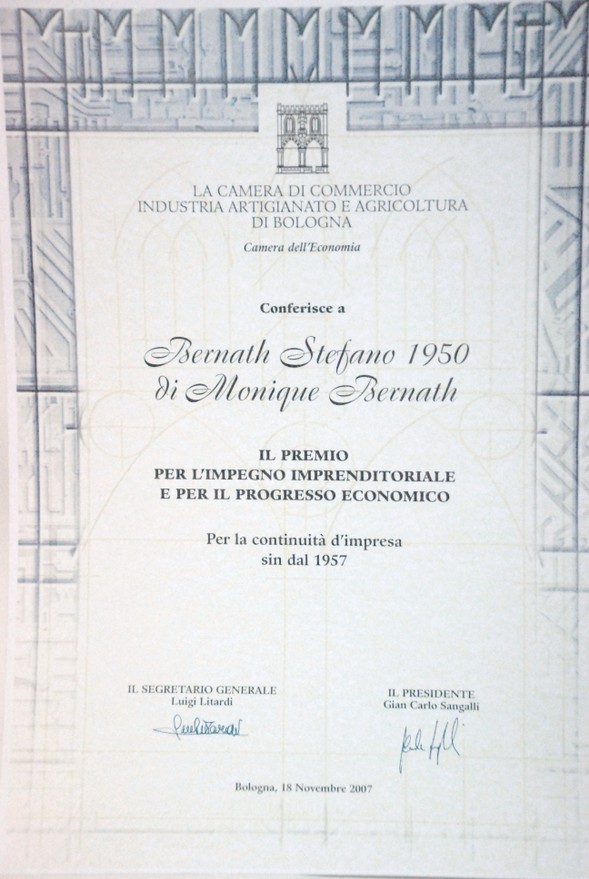 LA CAMERA DI COMMERCIO
INDUSTRIA ARTIGIANATO E AGRICOLTURA
DI BOLOGNA
Camera dell'Economia
Conferisce a
Bernath Stefano 1950
di Monique Bernath
IL PREMIO
PER L'IMPEGNO IMPRENDITORIALE
E PER IL PROGRESSO ECONOMICO
Per la continuità d'impresa
sin dal 1957
IL SEGRETARIO GENERALE
Luigi Litardi
IL PRESIDENTE
Gian Carlo Sangalli
Bologna, 18 Novembre 2007